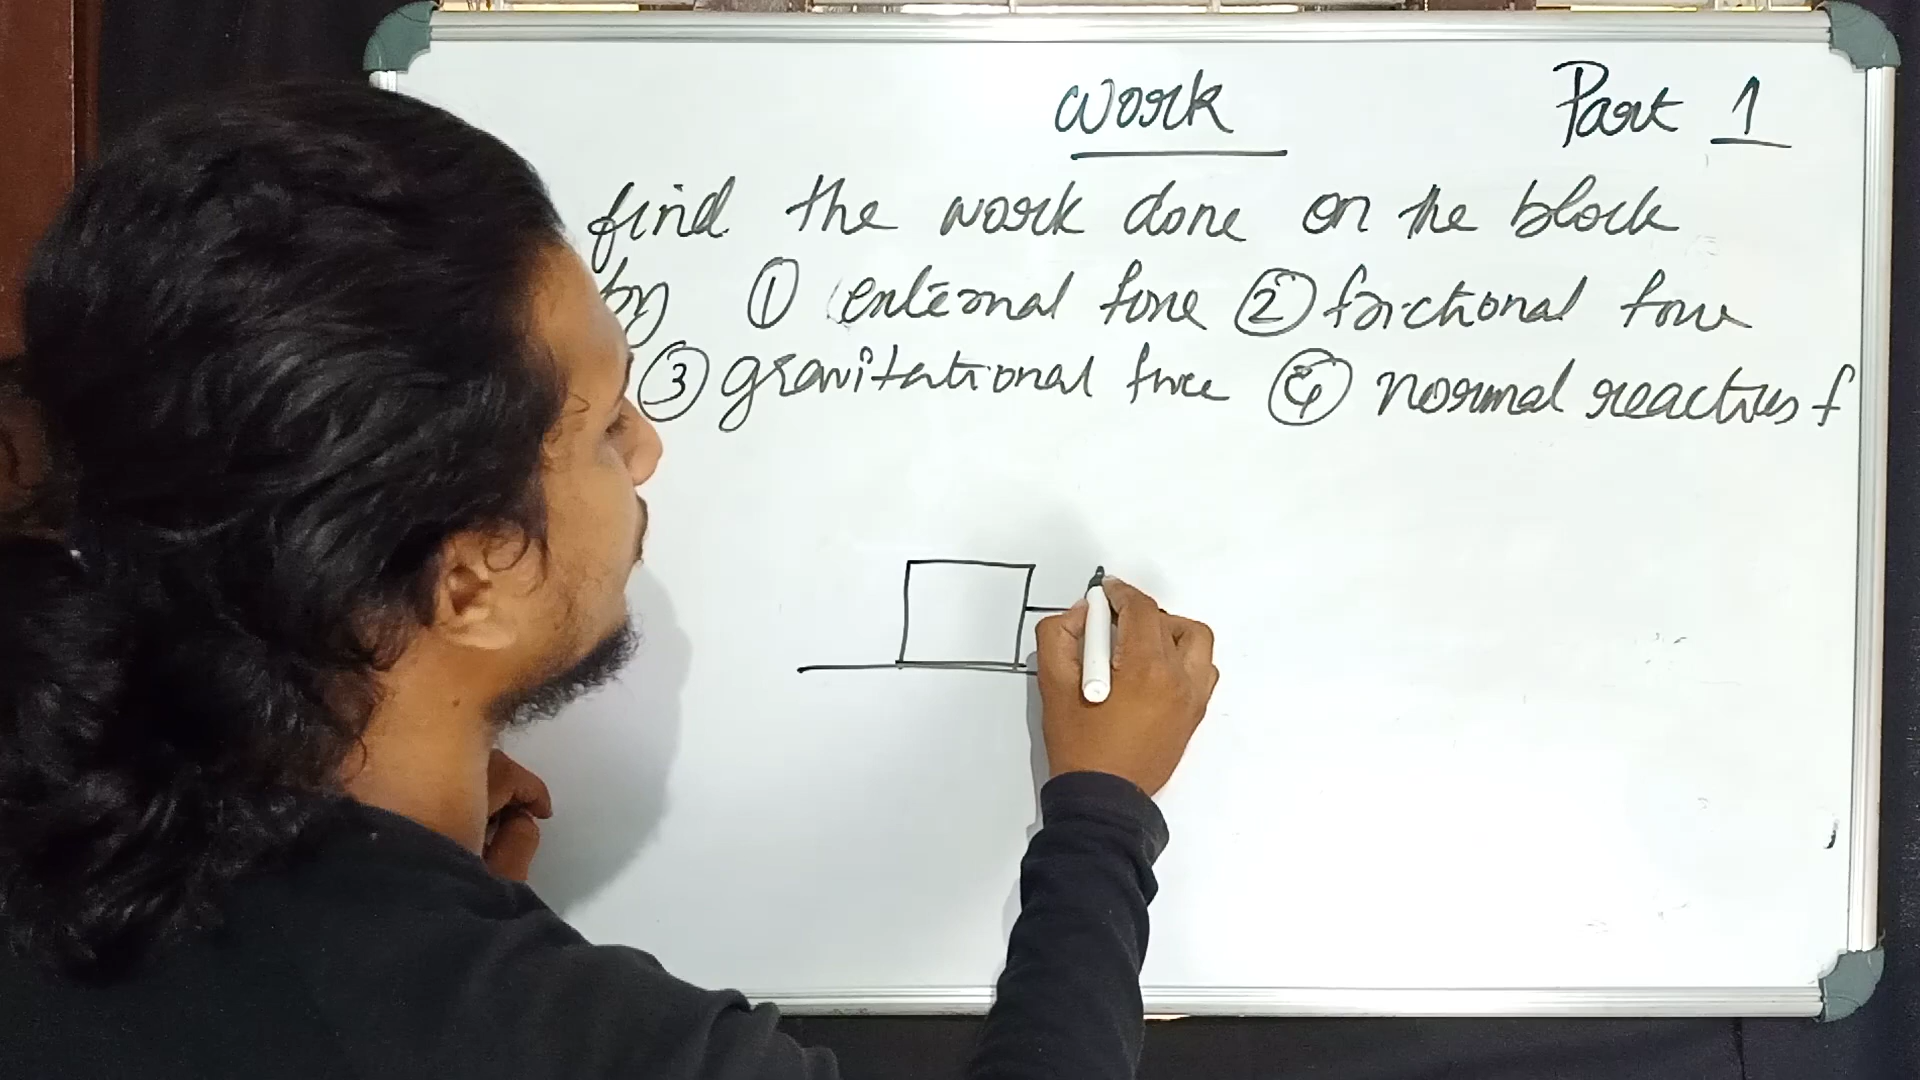 Work Part 1
find the work done on the block
by ① external force ② frictional force
③ gravitational force ④ normal reactions f